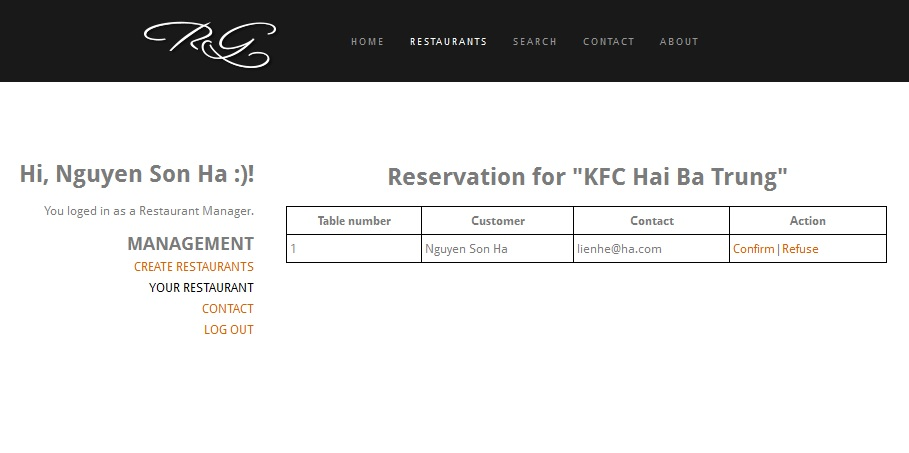 RG
HOME RESTAURANTS SEARCH CONTACT ABOUT
Hi, Nguyen Son Ha :)!
You loged in as a Restaurant Manager.
MANAGEMENT
CREATE RESTAURANTS
YOUR RESTAURANT
CONTACT
LOG OUT
Reservation for "KFC Hai Ba Trung"
Table number Customer Contact Action
1 Nguyen Son Ha lienhe@ha.com Confirm|Refuse